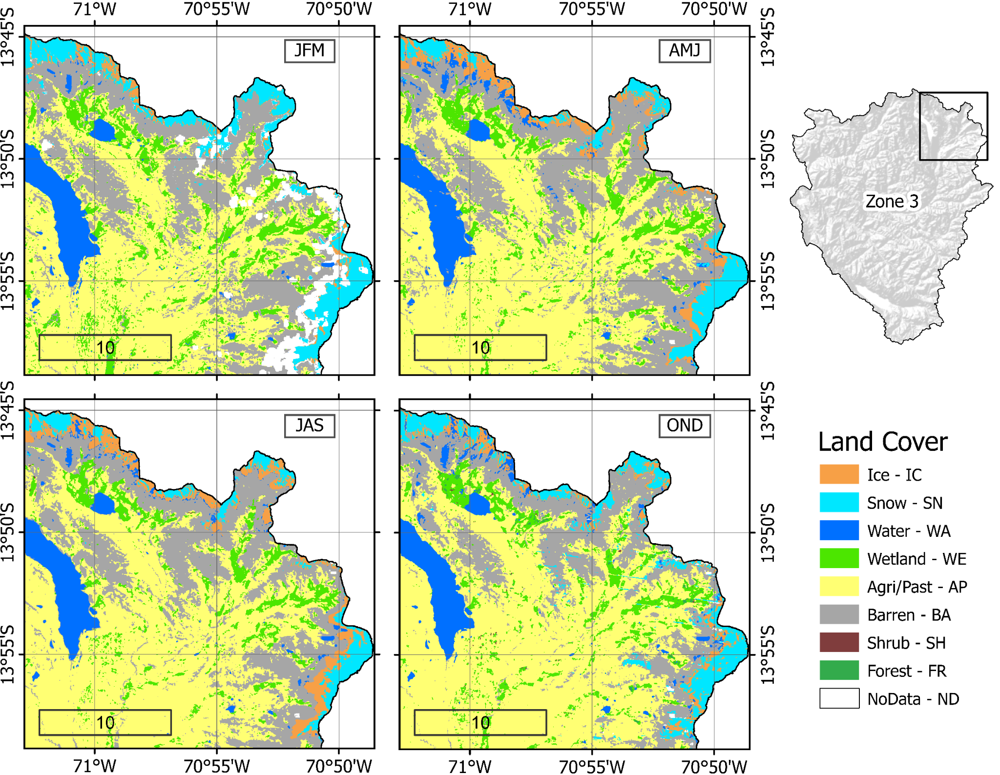 71°W 70°55'W 70°50'W 71°W 70°55'W 70°50'W
13°45'S
13°50'S
13°55'S
JFM
10
AMJ
10
13°45'S
13°50'S
13°55'S
Zone 3
13°45'S
13°50'S
13°55'S
JAS
10
OND
10
13°45'S
13°50'S
13°55'S
71°W 70°55'W 70°50'W 71°W 70°55'W 70°50'W
Land Cover
Ice - IC
Snow - SN
Water - WA
Wetland - WE
Agri/Past - AP
Barren - BA
Shrub - SH
Forest - FR
NoData - ND